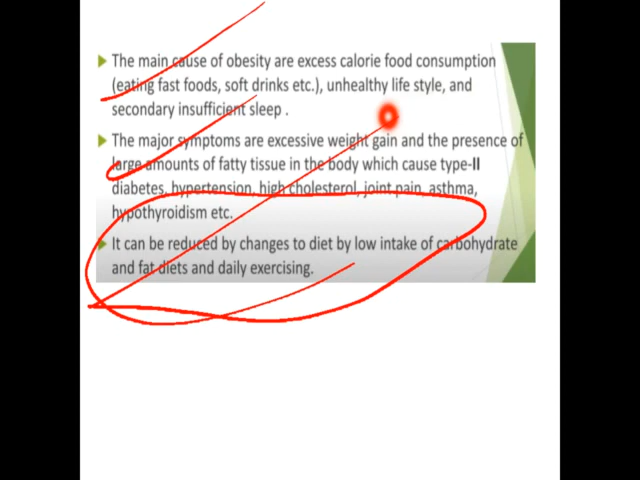 The main cause of obesity are excess calorie food consumption
(eating fast foods, soft drinks etc.), unhealthy life style, and
secondary insufficient sleep .
The major symptoms are excessive weight gain and the presence of
large amounts of fatty tissue in the body which cause type-II
diabetes, hypertension, high cholesterol, joint pain, asthma,
hypothyroidism etc.
It can be reduced by changes to diet by low intake of carbohydrate
and fat diets and daily exercising.